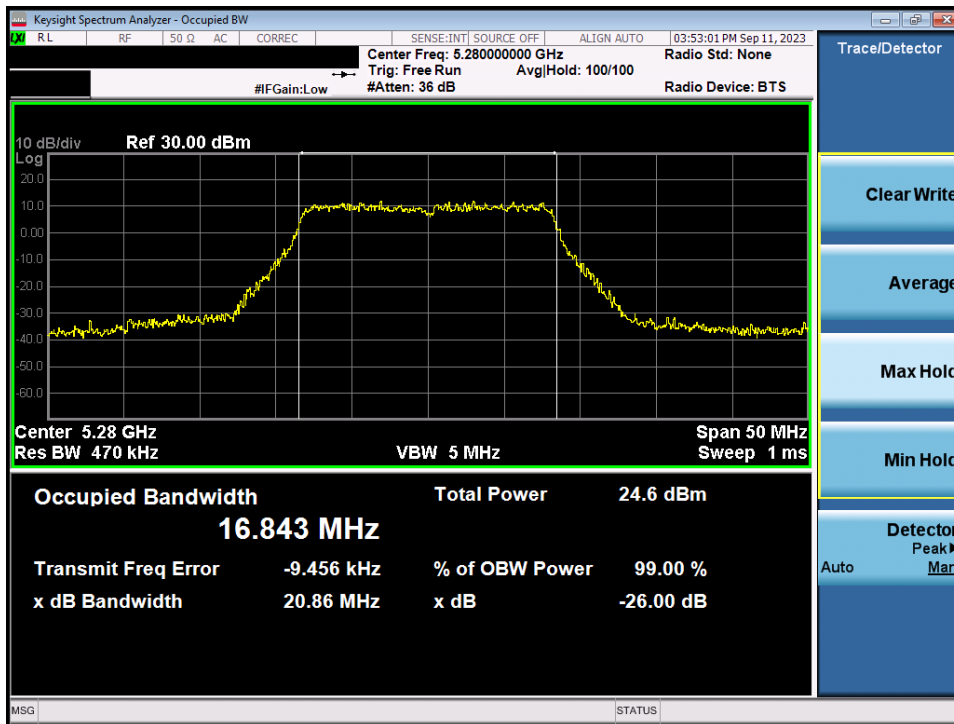 Keysight Spectrum Analyzer - Occupied BW
LXI RL RF 50 Ω AC CORREC SENSE:INT SOURCE OFF ALIGN AUTO 03:53:01 PM Sep 11, 2023
Center Freq: 5.280000000 GHz Radio Std: None
Trig: Free Run Avg|Hold: 100/100
#IFGain:Low #Atten: 36 dB Radio Device: BTS
Trace/Detector
10 dB/div Ref 30.00 dBm
Log
20.0
10.0
0.00
-10.0
-20.0
-30.0
-40.0
-50.0
-60.0
Center 5.28 GHz Span 50 MHz
Res BW 470 kHz VBW 5 MHz Sweep 1 ms
Occupied Bandwidth Total Power 24.6 dBm
16.843 MHz
Transmit Freq Error -9.456 kHz % of OBW Power 99.00 %
x dB Bandwidth 20.86 MHz x dB -26.00 dB
Clear Write
Average
Max Hold
Min Hold
Detector
Peak
Auto Man
MSG STATUS